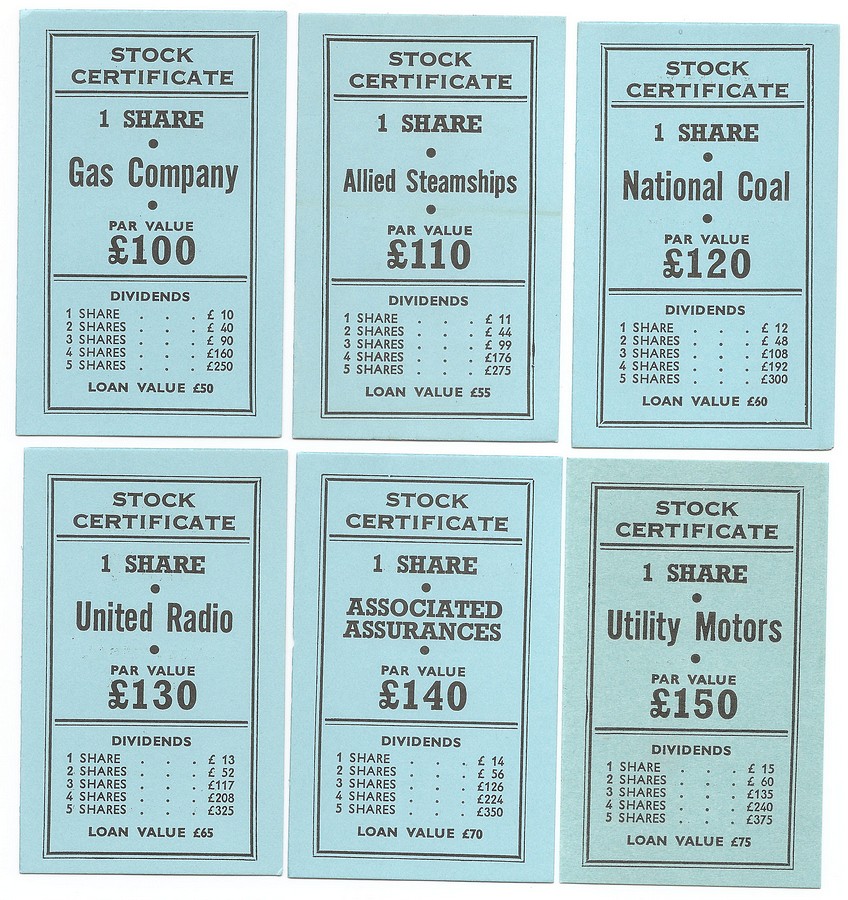 STOCK
CERTIFICATE
1 SHARE
Gas Company
PAR VALUE
£100
DIVIDENDS
1 SHARE . . . £ 10
2 SHARES . . . £ 40
3 SHARES . . . £ 90
4 SHARES . . . £160
5 SHARES . . . £250
LOAN VALUE £50
STOCK
CERTIFICATE
1 SHARE
Allied Steamships
PAR VALUE
£110
DIVIDENDS
1 SHARE . . . £ 11
2 SHARES . . . £ 44
3 SHARES . . . £ 99
4 SHARES . . . £176
5 SHARES . . . £275
LOAN VALUE £55
STOCK
CERTIFICATE
1 SHARE
National Coal
PAR VALUE
£120
DIVIDENDS
1 SHARE . . . £ 12
2 SHARES . . . £ 48
3 SHARES . . . £108
4 SHARES . . . £192
5 SHARES . . . £300
LOAN VALUE £60
STOCK
CERTIFICATE
1 SHARE
United Radio
PAR VALUE
£130
DIVIDENDS
1 SHARE . . . £ 13
2 SHARES . . . £ 52
3 SHARES . . . £117
4 SHARES . . . £208
5 SHARES . . . £325
LOAN VALUE £65
STOCK
CERTIFICATE
1 SHARE
ASSOCIATED
ASSURANCES
PAR VALUE
£140
DIVIDENDS
1 SHARE . . . £ 14
2 SHARES . . . £ 56
3 SHARES . . . £126
4 SHARES . . . £224
5 SHARES . . . £350
LOAN VALUE £70
STOCK
CERTIFICATE
1 SHARE
Utility Motors
PAR VALUE
£150
DIVIDENDS
1 SHARE . . . £ 15
2 SHARES . . . £ 60
3 SHARES . . . £135
4 SHARES . . . £240
5 SHARES . . . £375
LOAN VALUE £75